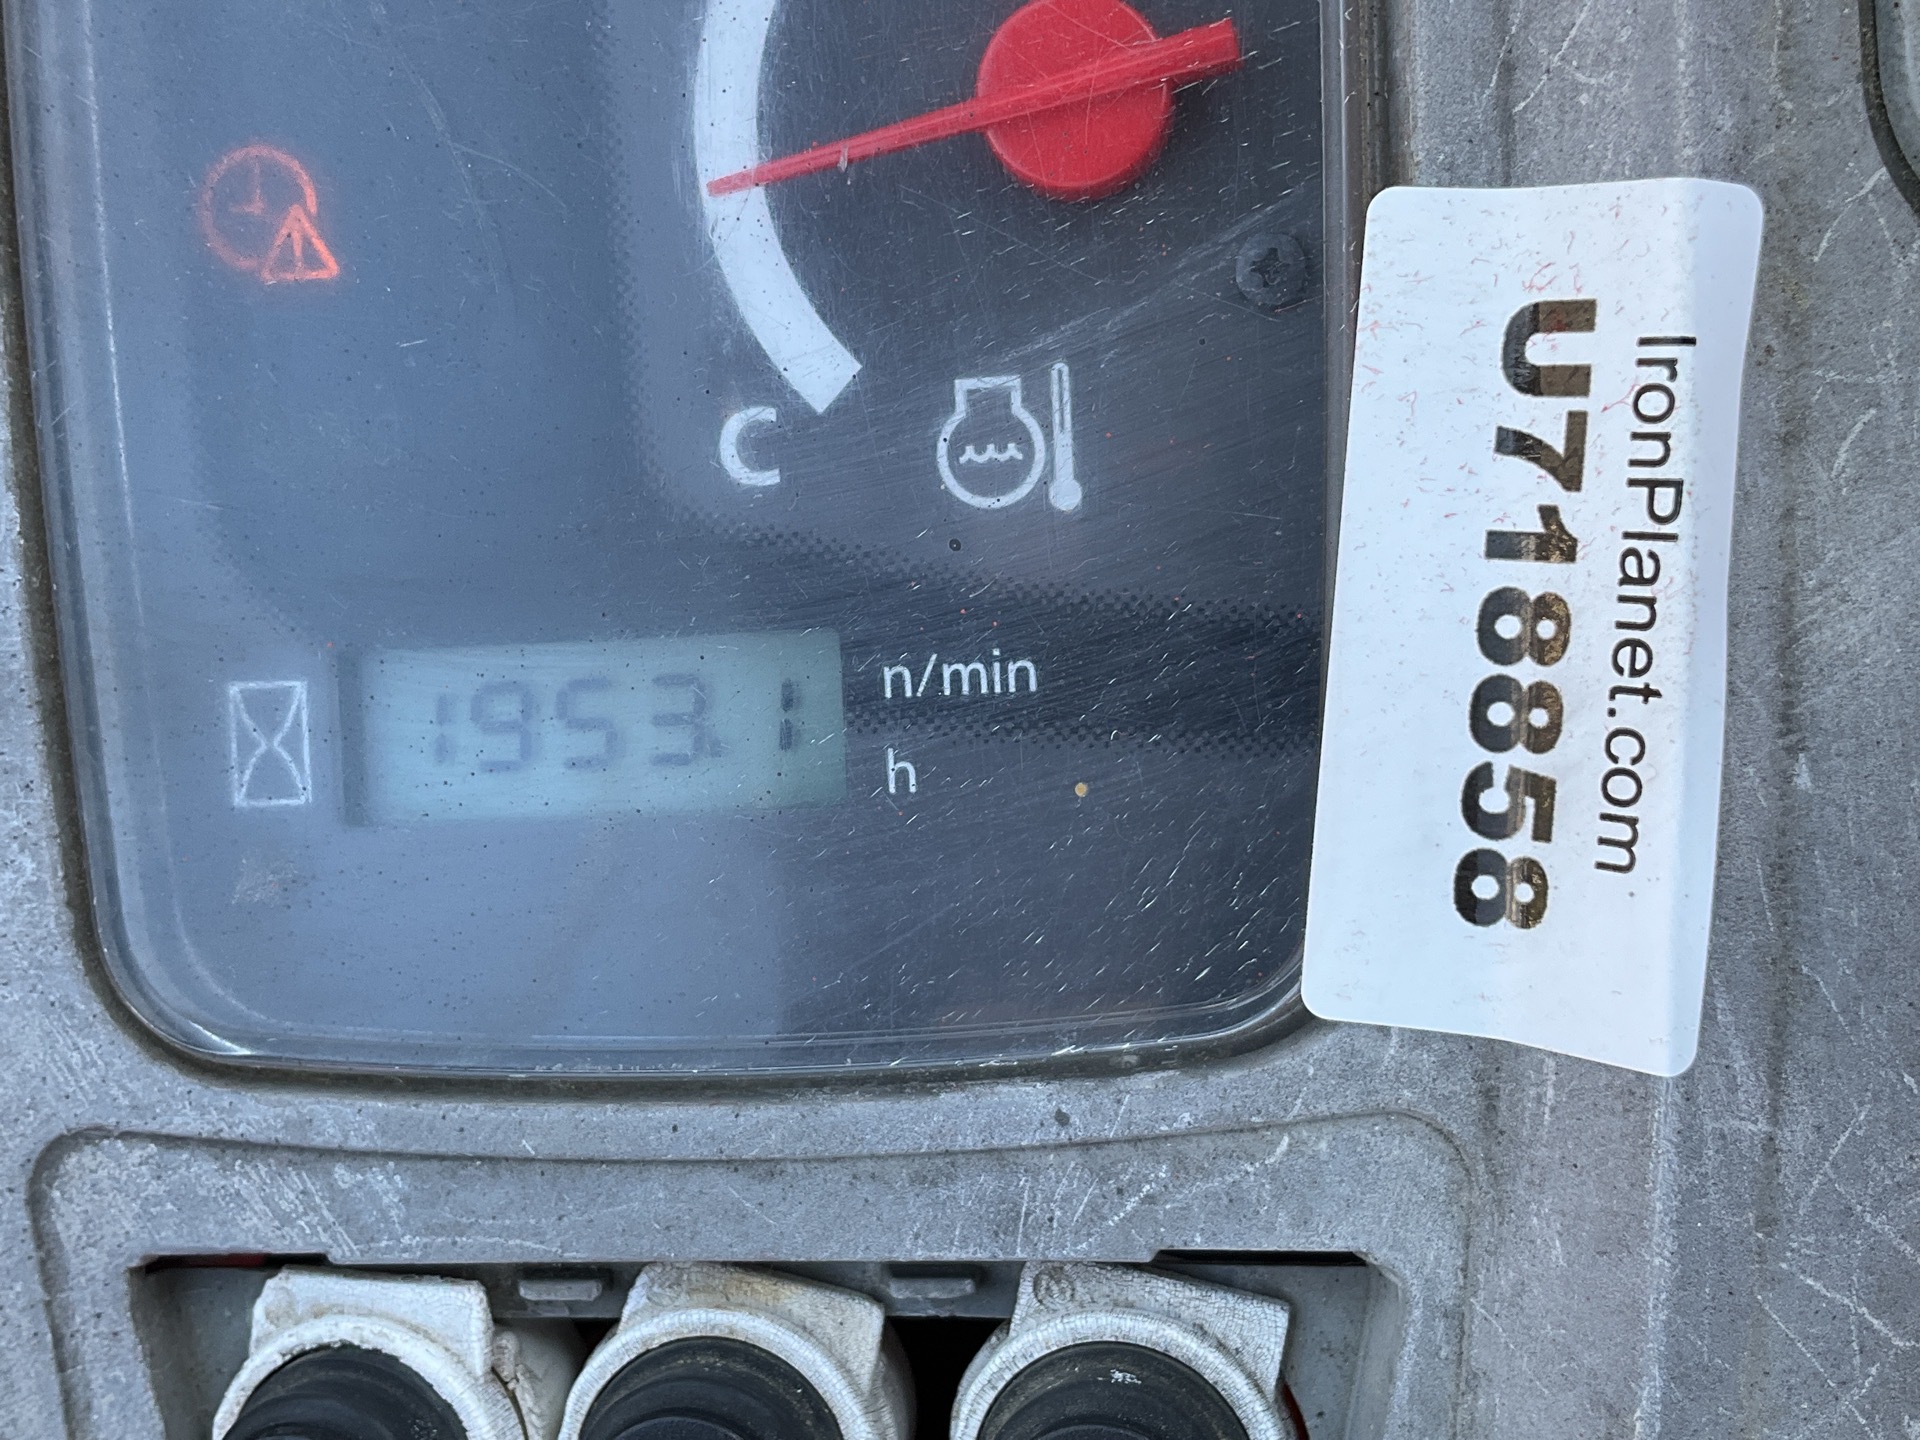 C
1953.1
n/min
h
IronPlanet.com
U718858